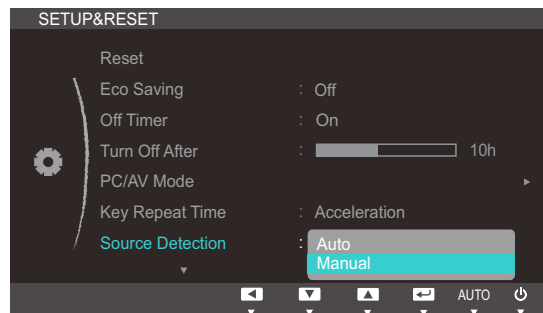 SETUP&RESET
Reset
Eco Saving : Off
Off Timer : On
Turn Off After : 10h
PC/AV Mode
Key Repeat Time : Acceleration
Source Detection : Auto
Manual
AUTO